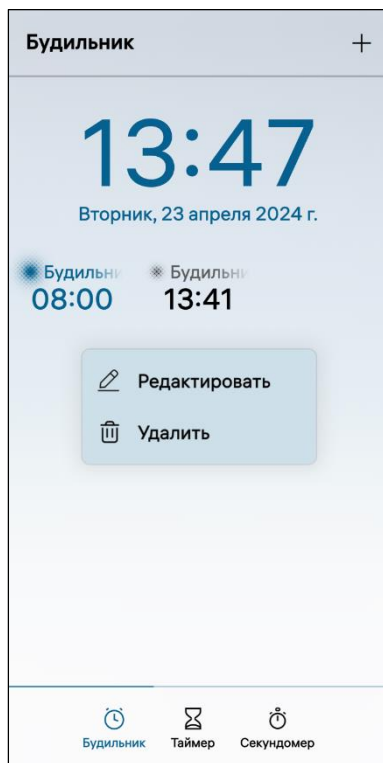 Будильник
13:47
Вторник, 23 апреля 2024 г.
Будильн Будильн
08:00 13:41
Редактировать
Удалить
Будильник Таймер Секундомер